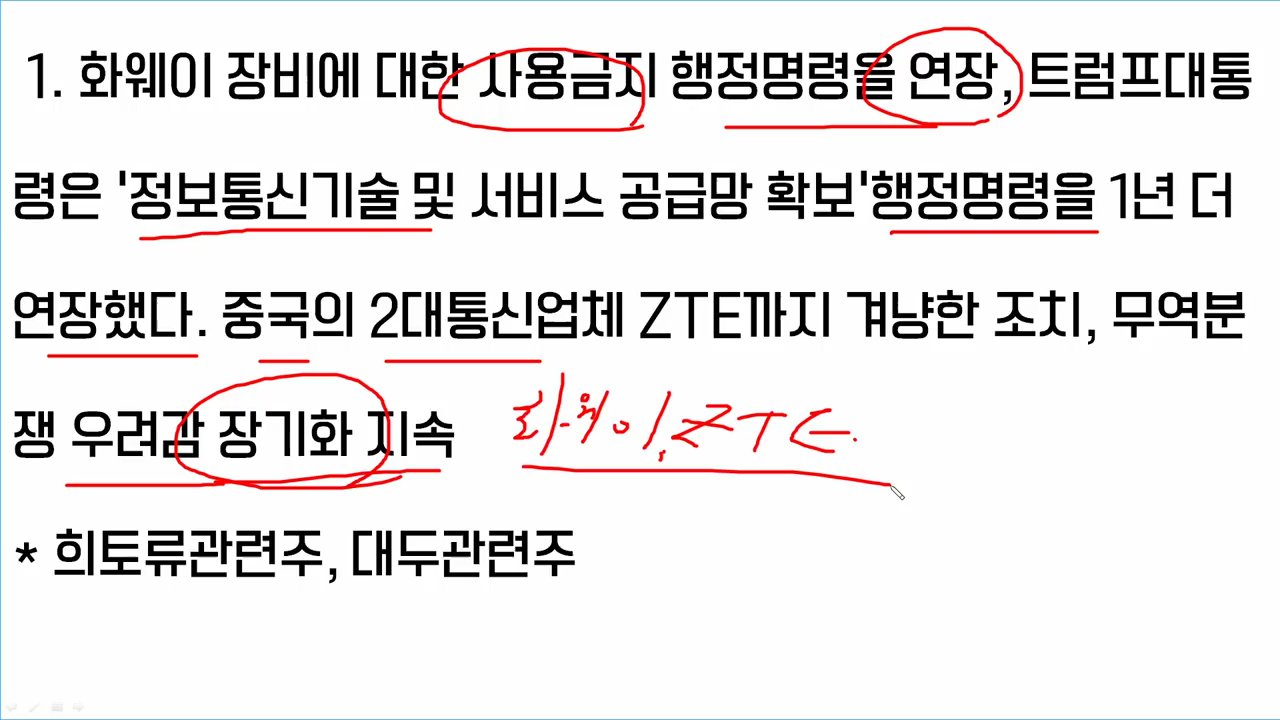 1. 화웨이 장비에 대한 사용금지 행정명령을 연장, 트럼프대통
령은 '정보통신기술 및 서비스 공급망 확보'행정명령을 1년 더
연장했다. 중국의 2대통신업체 ZTE까지 겨냥한 조치, 무역분
쟁 우려감 장기화 지속 화웨이, ZTE.
* 희토류관련주, 대두관련주